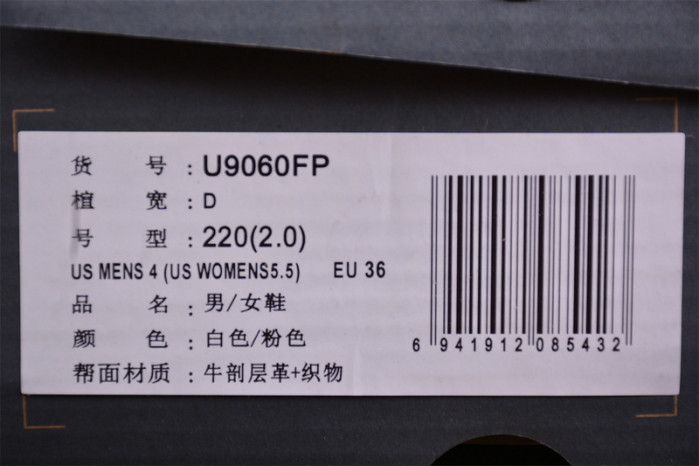 货 号 : U9060FP
楦 宽 : D
号 型 : 220(2.0)
US MENS 4 (US WOMENS5.5) EU 36
品 名 : 男/女鞋
颜 色 : 白色/粉色
帮面材质 : 牛剖层革+织物
6 941912 085432